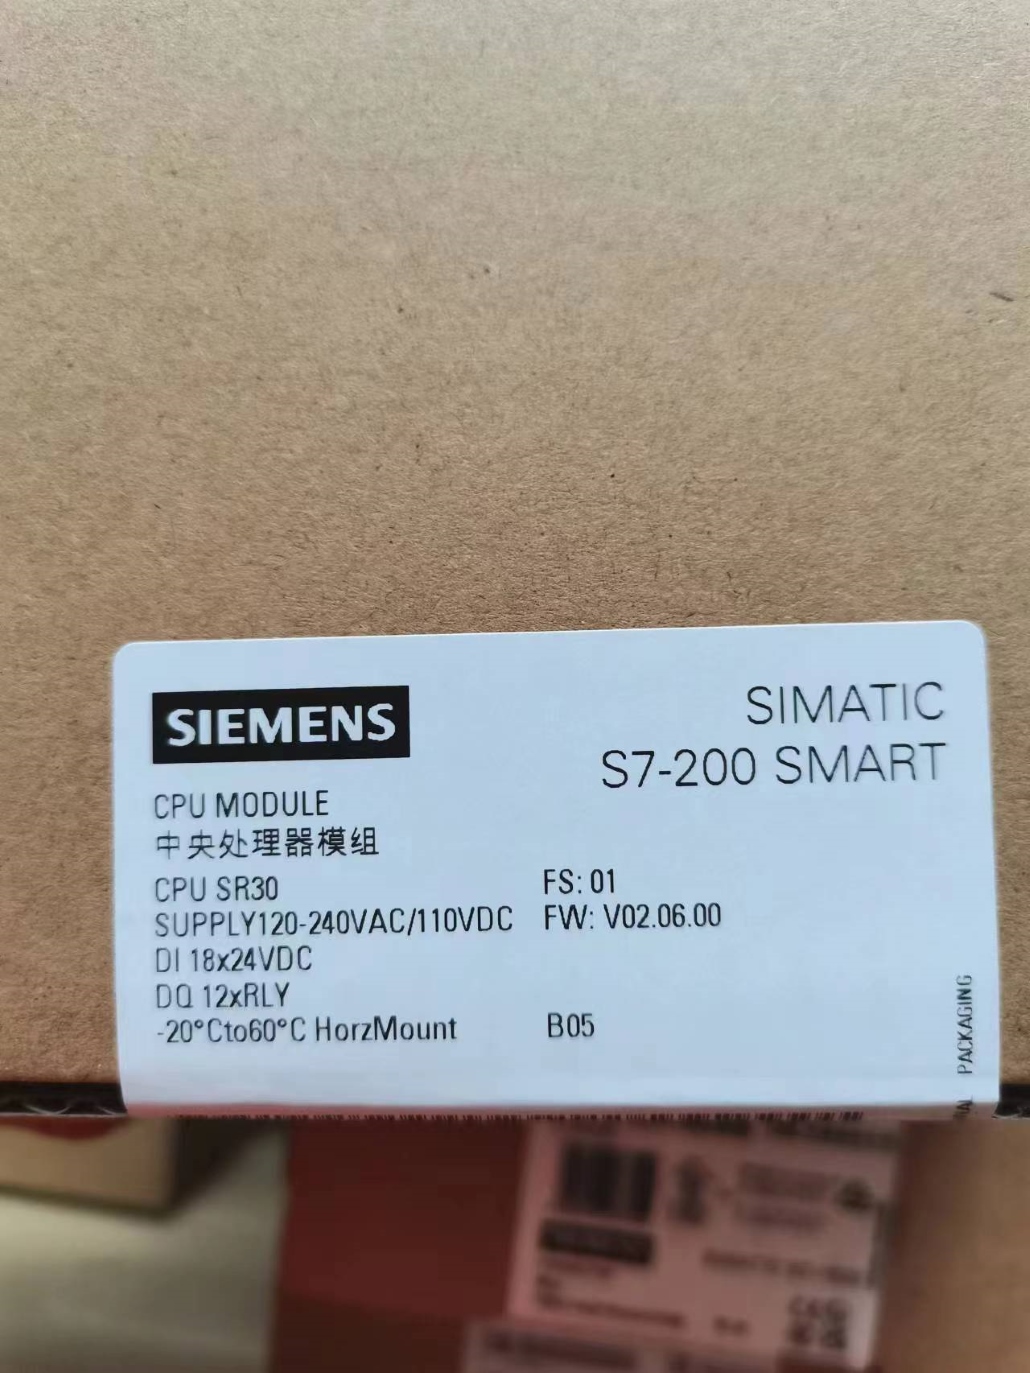 SIEMENS
SIMATIC
S7-200 SMART
CPU MODULE
中央处理器模组
CPU SR30
FS: 01
SUPPLY120-240VAC/110VDC
FW: V02.06.00
DI 18x24VDC
DQ 12xRLY
-20°Cto60°C HorzMount
B05
PACKAGING